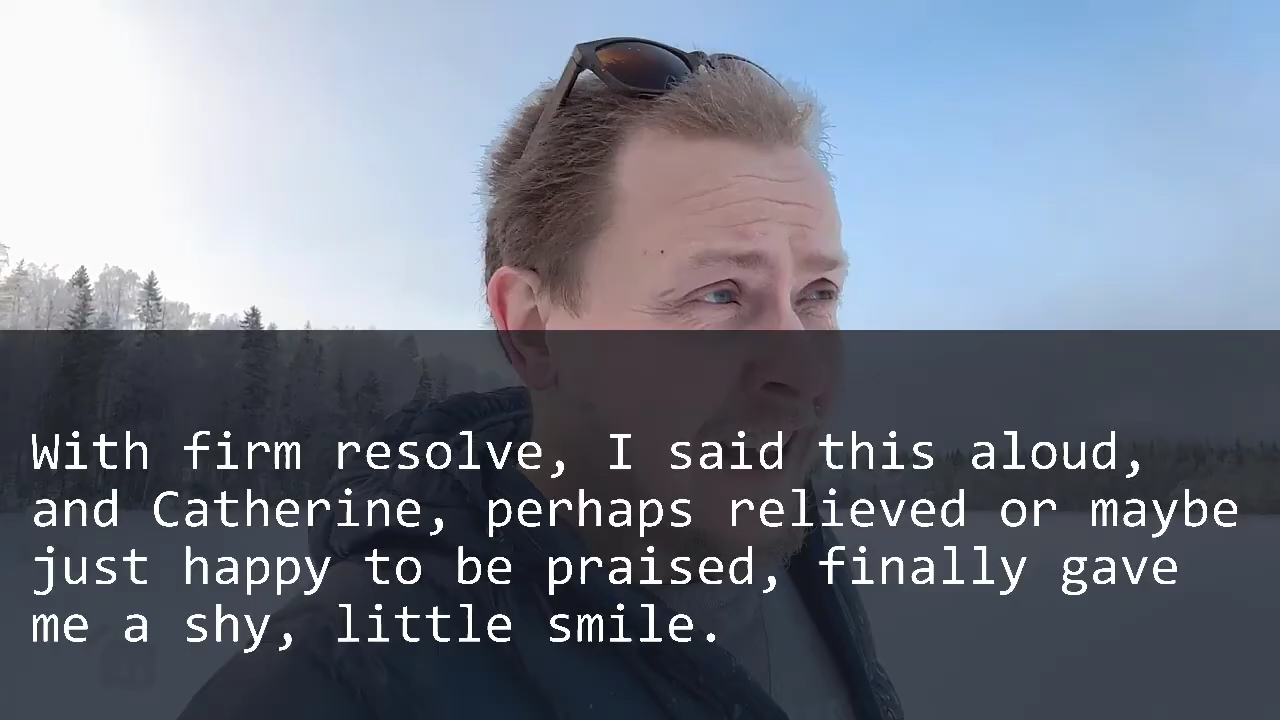 With firm resolve, I said this aloud,
and Catherine, perhaps relieved or maybe
just happy to be praised, finally gave
me a shy, little smile.